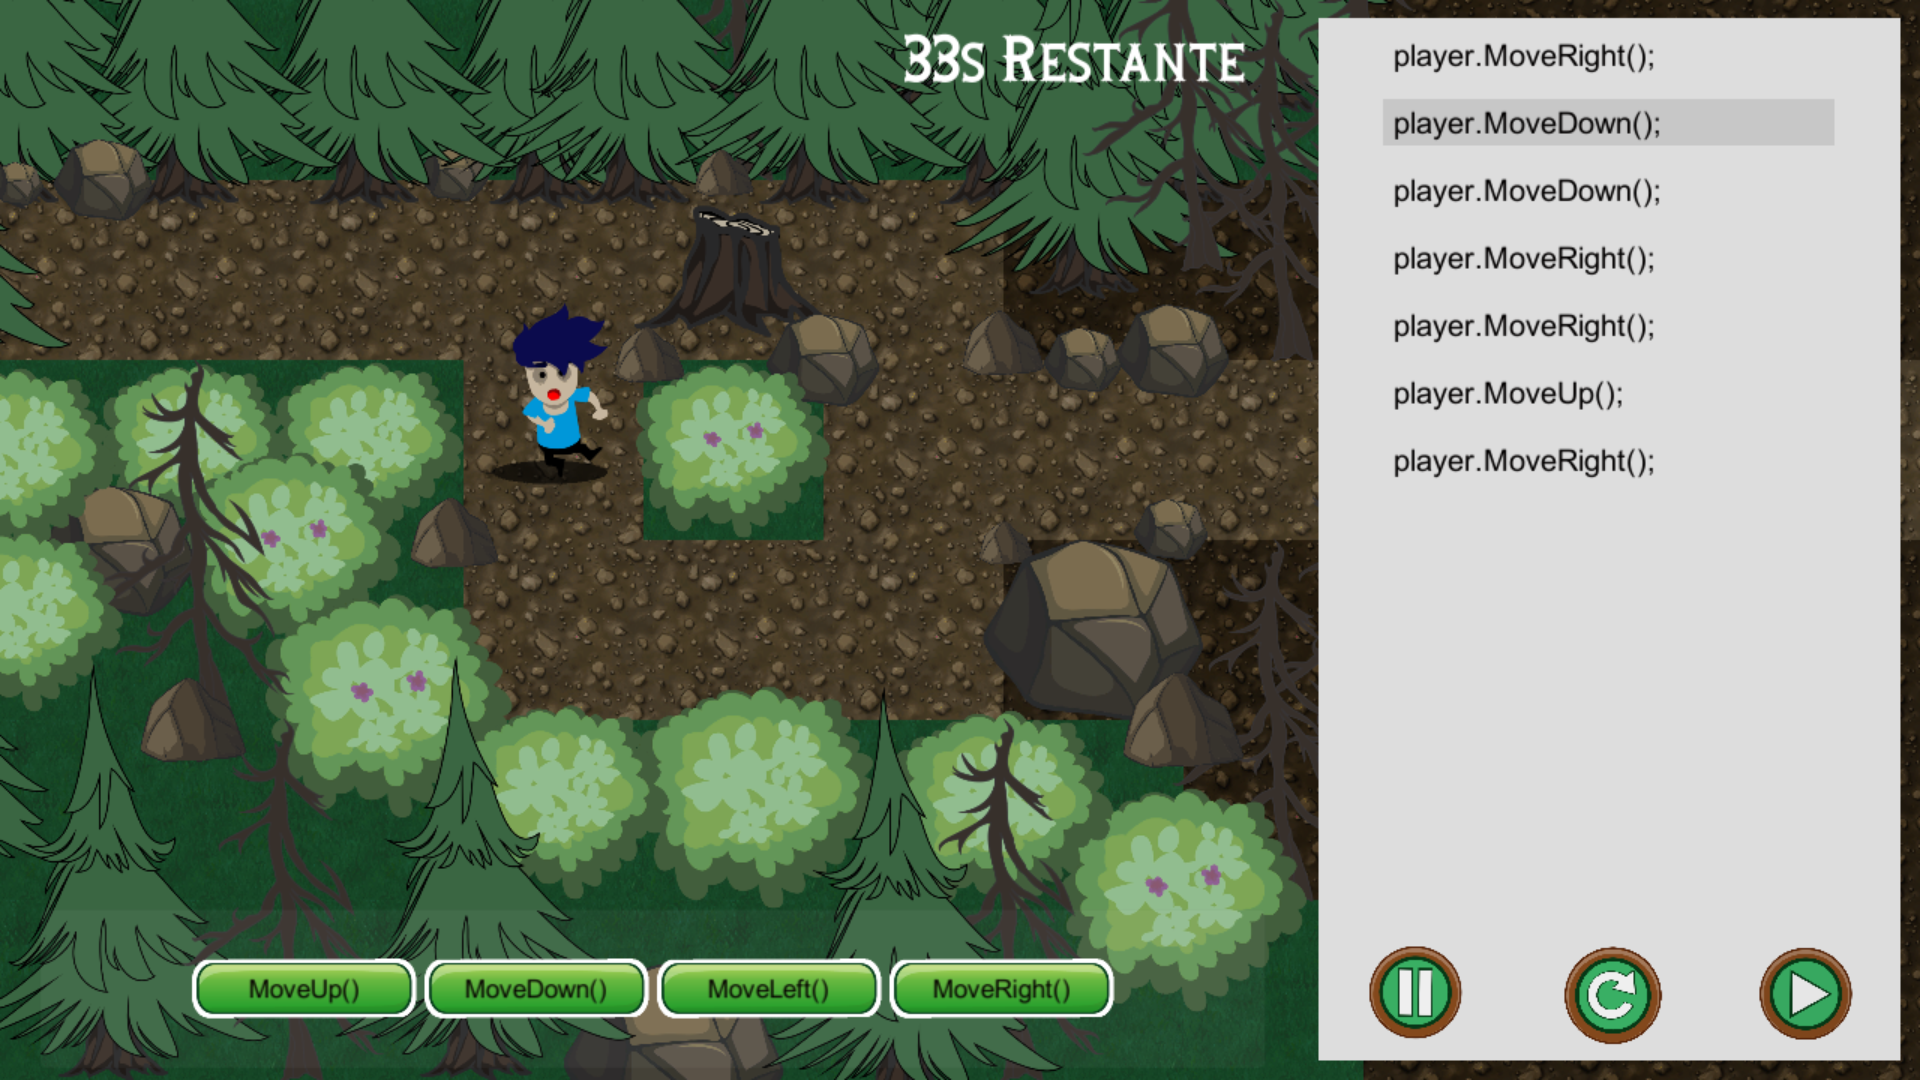 33s Restante
player.MoveRight();
player.MoveDown();
player.MoveDown();
player.MoveRight();
player.MoveRight();
player.MoveUp();
player.MoveRight();
MoveUp() MoveDown() MoveLeft() MoveRight()